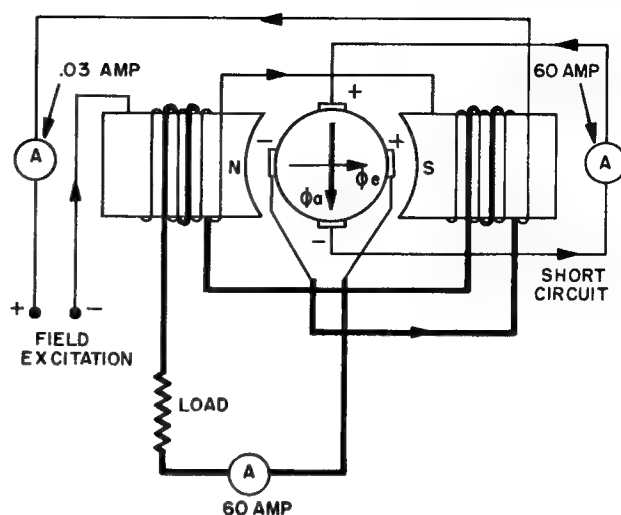 .03 AMP
60 AMP
A
A
N
S
+
-
+
-
ϕe
ϕa
+
-
FIELD
EXCITATION
SHORT
CIRCUIT
LOAD
A
60 AMP